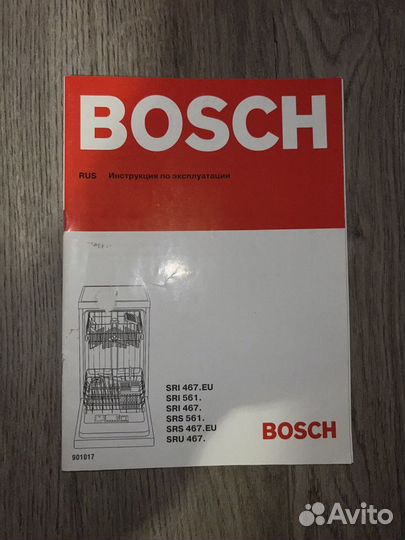 BOSCH
RUS Инструкция по эксплуатации
SRI 467.EU
SRI 561.
SRI 467.
SRS 561.
SRS 467.EU
SRU 467.
BOSCH
901017
Avito